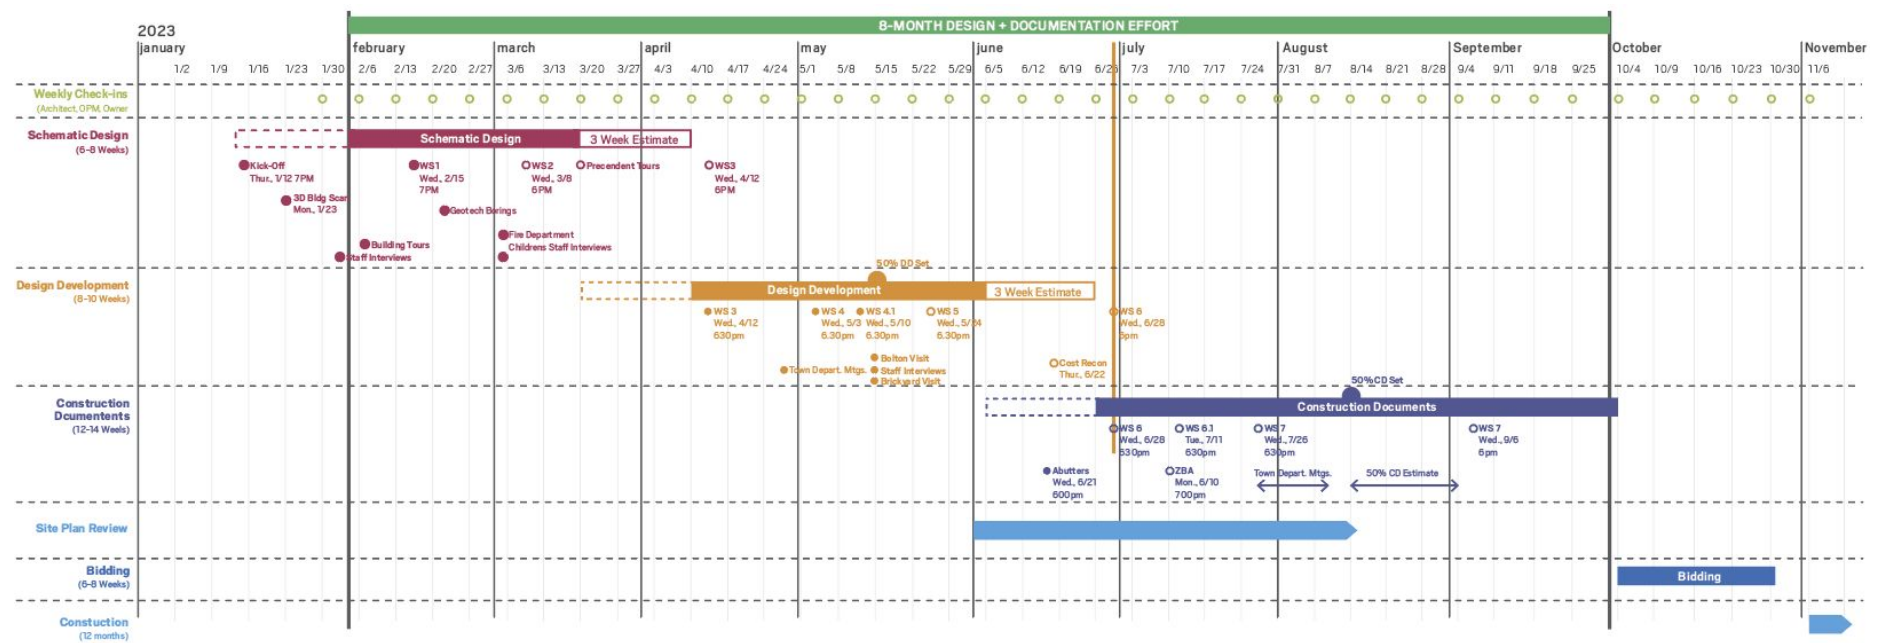 8-MONTH DESIGN + DOCUMENTATION EFFORT
2023
january february march april may june july August September October November
1/2 1/9 1/16 1/23 1/30 2/6 2/13 2/20 2/27 3/6 3/13 3/20 3/27 4/3 4/10 4/17 4/24 5/1 5/8 5/15 5/22 5/29 6/5 6/12 6/19 6/26 7/3 7/10 7/17 7/24 7/31 8/7 8/14 8/21 8/28 9/4 9/11 9/18 9/25 10/4 10/9 10/16 10/23 10/30 11/6
Weekly Check-ins
(Architect, OPM, Owner
Schematic Design
(6-8 Weeks)
Schematic Design
3 Week Estimate
Kick-Off
Thur., 1/12 7PM
WS1
Wed., 2/15
7PM
WS2
Wed., 3/8
6PM
Precendent Tours
WS3
Wed., 4/12
6PM
3D Bldg Scan
Mon., 1/23
Geotech Borings
Building Tours
Staff Interviews
Fire Department
Childrens Staff Interviews
50% DD Set
Design Development
(8-10 Weeks)
Design Development
3 Week Estimate
WS 3
Wed., 4/12
630pm
WS 4
Wed., 5/3
6.30pm
WS 4.1
Wed., 5/10
6.30pm
WS 5
Wed., 5/24
6.30pm
WS 6
Wed., 6/28
6pm
Town Depart. Mtgs.
Bolton Visit
Staff Interviews
Brickyard Visit
Cost Recon
Thur., 6/22
50%CD Set
Construction
Dcumentents
(12-14 Weels)
Construction Documents
WS 6
Wed., 6/28
630pm
WS 6.1
Tue., 7/11
630pm
WS 7
Wed., 7/26
630pm
WS 7
Wed., 9/6
6pm
Abutters
Wed., 6/21
600pm
ZBA
Mon., 6/10
700pm
Town Depart. Mtgs.
50% CD Estimate
Site Plan Review
Bidding
(6-8 Weeks)
Bidding
Constuction
(12 months)